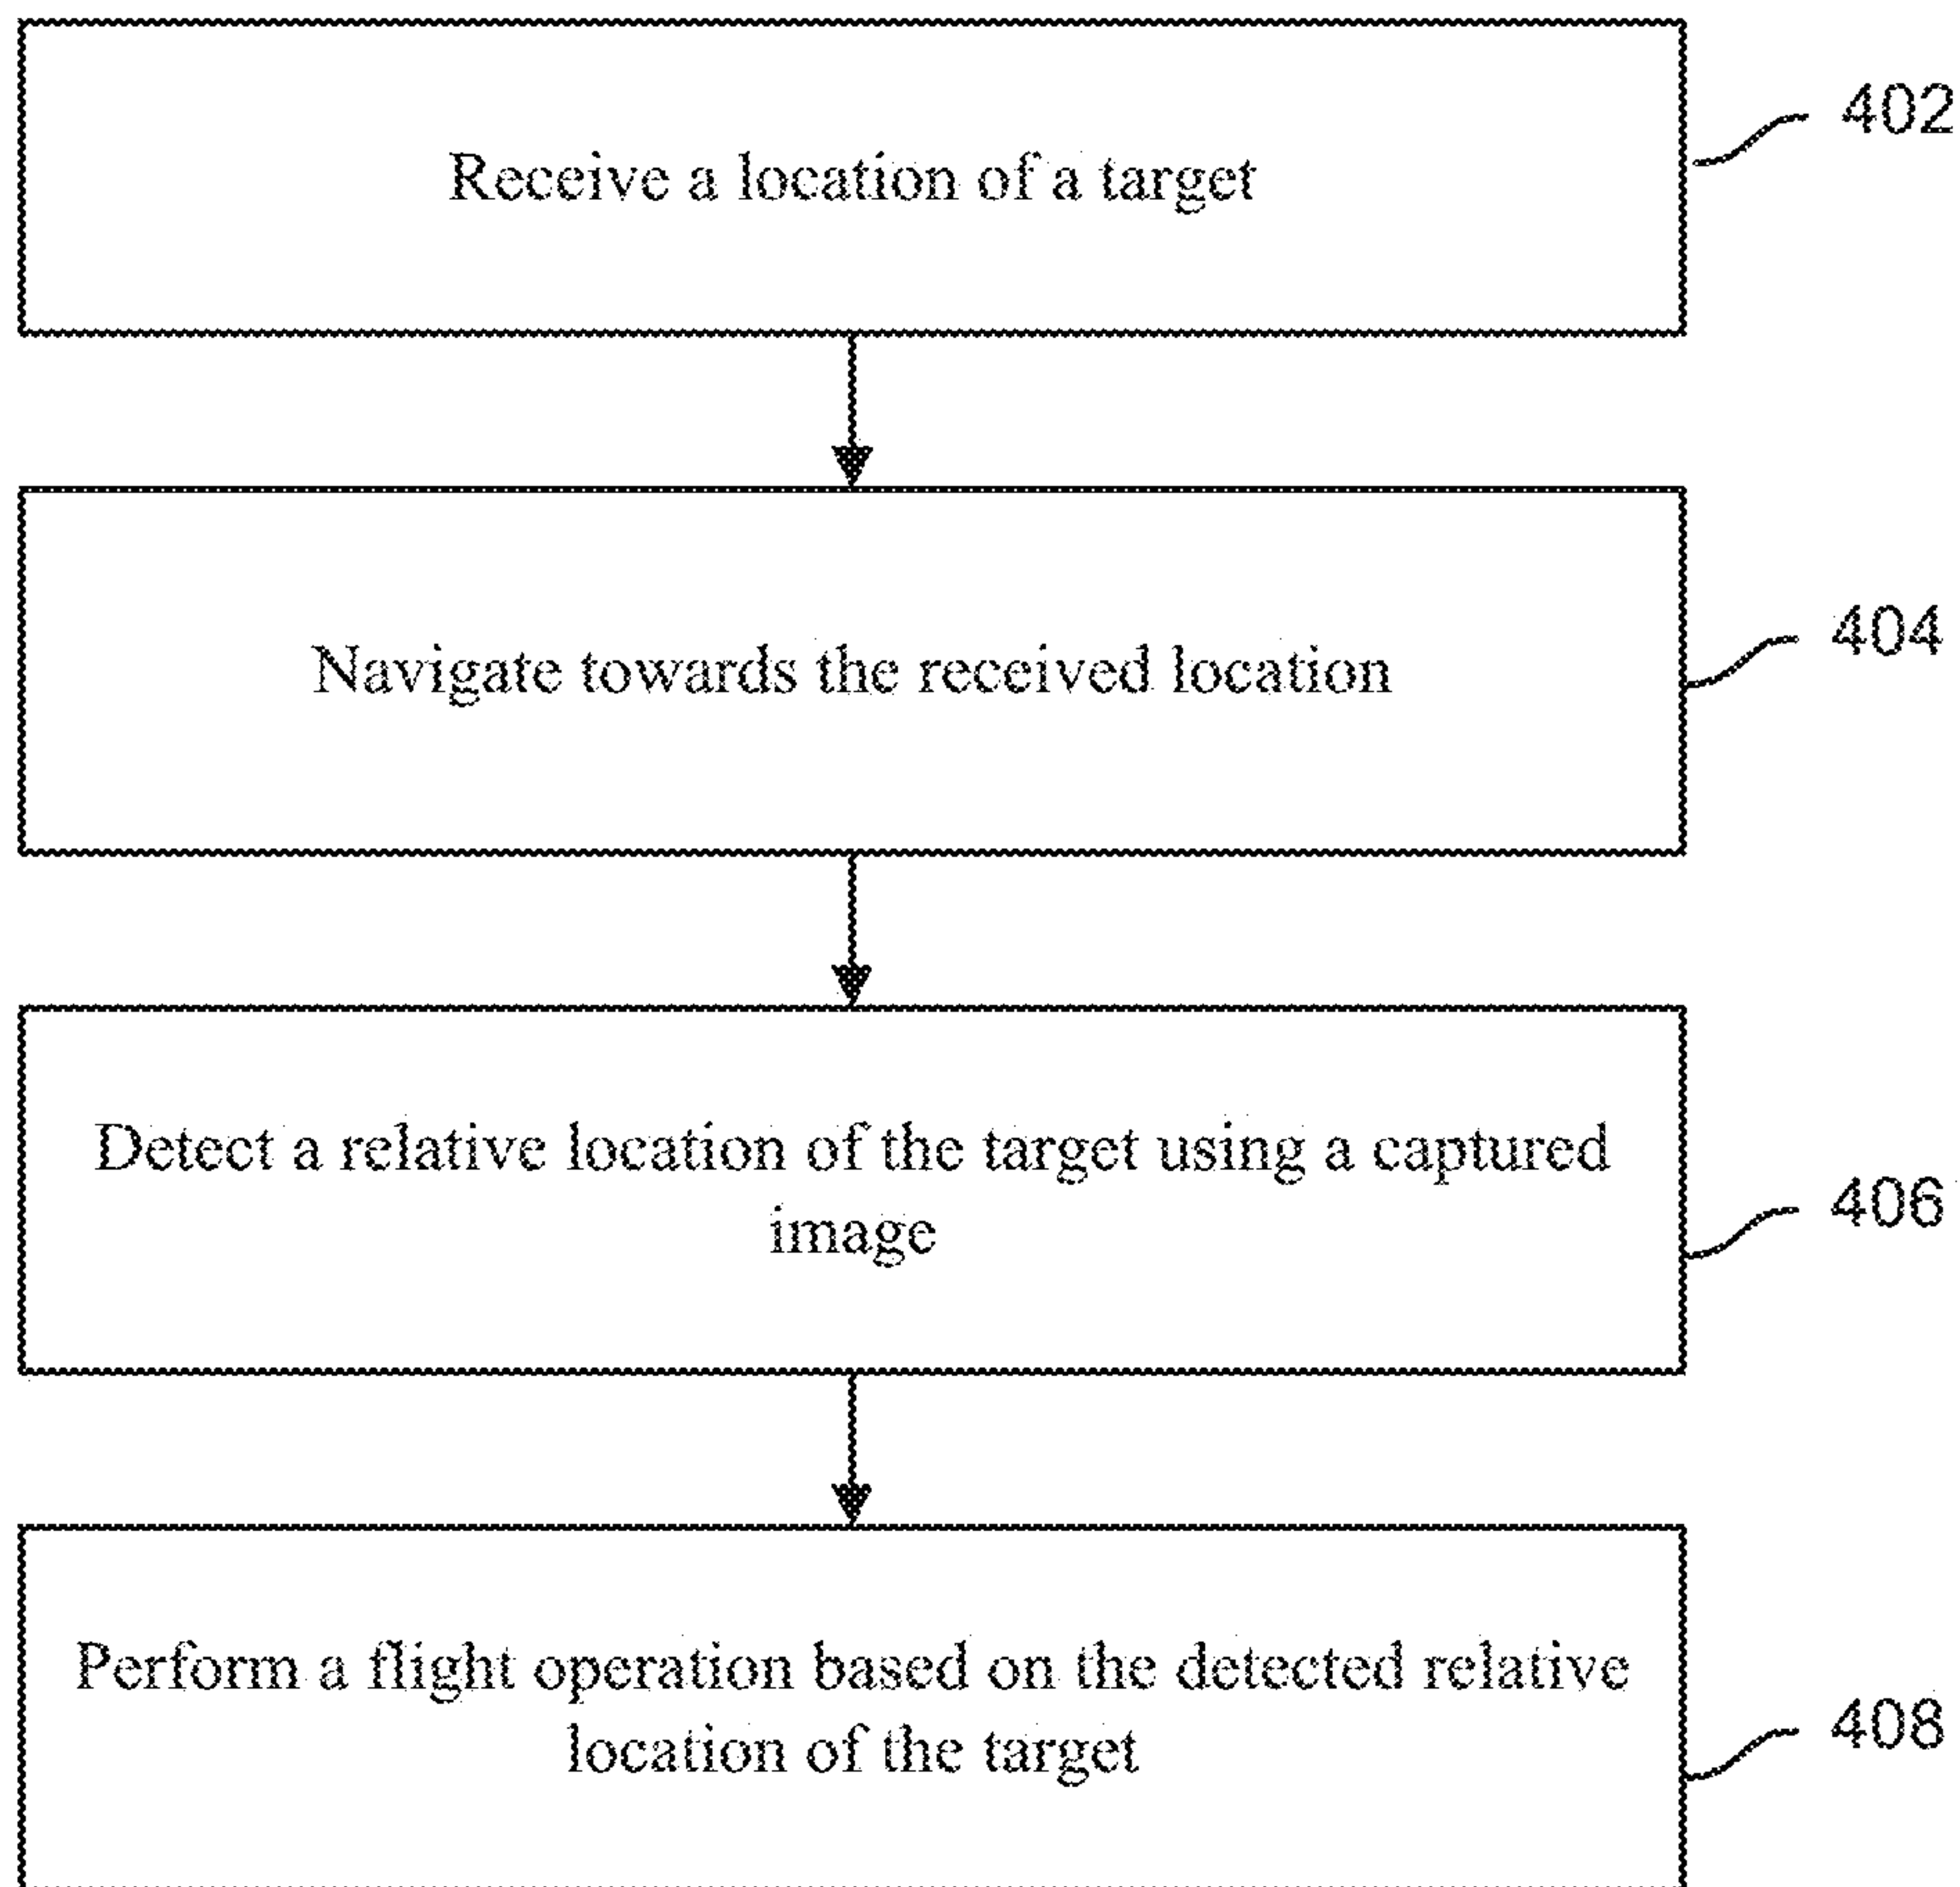 Receive a location of a target
402
Navigate towards the received location
404
Detect a relative location of the target using a captured
image
406
Perform a flight operation based on the detected relative
location of the target
408